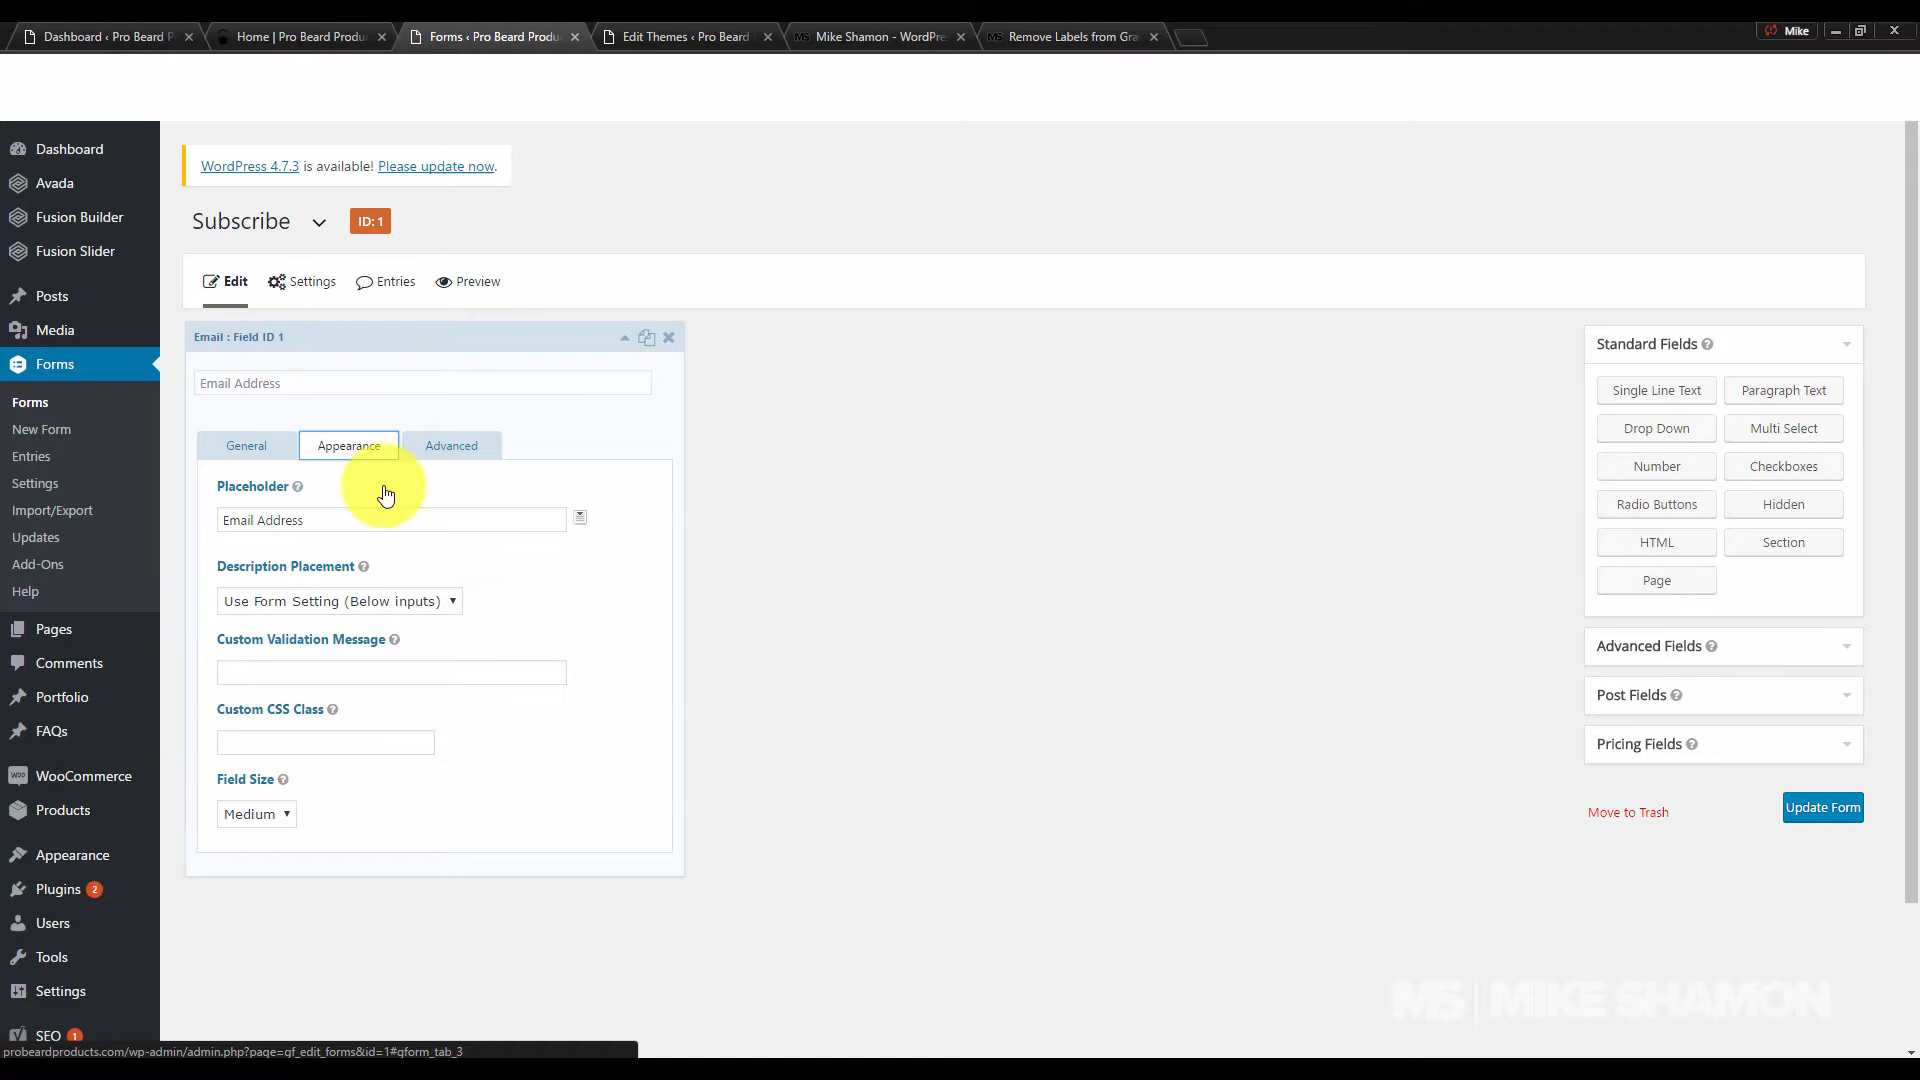 Dashboard ‹ Pro Beard P
Home | Pro Beard Produ
Forms ‹ Pro Beard Produ
Edit Themes ‹ Pro Beard
MS Mike Shamon - WordPre
MS Remove Labels from Gra
Mike
Dashboard
Avada
Fusion Builder
Fusion Slider
Posts
Media
Forms
Forms
New Form
Entries
Settings
Import/Export
Updates
Add-Ons
Help
Pages
Comments
Portfolio
FAQs
WooCommerce
Products
Appearance
Plugins 2
Users
Tools
Settings
SEO 1
WordPress 4.7.3 is available! Please update now.
Subscribe ID: 1
Edit Settings Entries Preview
Email : Field ID 1
Email Address
General Appearance Advanced
Placeholder
Email Address
Description Placement
Use Form Setting (Below inputs)
Custom Validation Message
Custom CSS Class
Field Size
Medium
Standard Fields
Single Line Text Paragraph Text
Drop Down Multi Select
Number Checkboxes
Radio Buttons Hidden
HTML Section
Page
Advanced Fields
Post Fields
Pricing Fields
Move to Trash Update Form
MS | MIKE SHAMON
probeardproducts.com/wp-admin/admin.php?page=gf_edit_forms&id=1#gform_tab_3